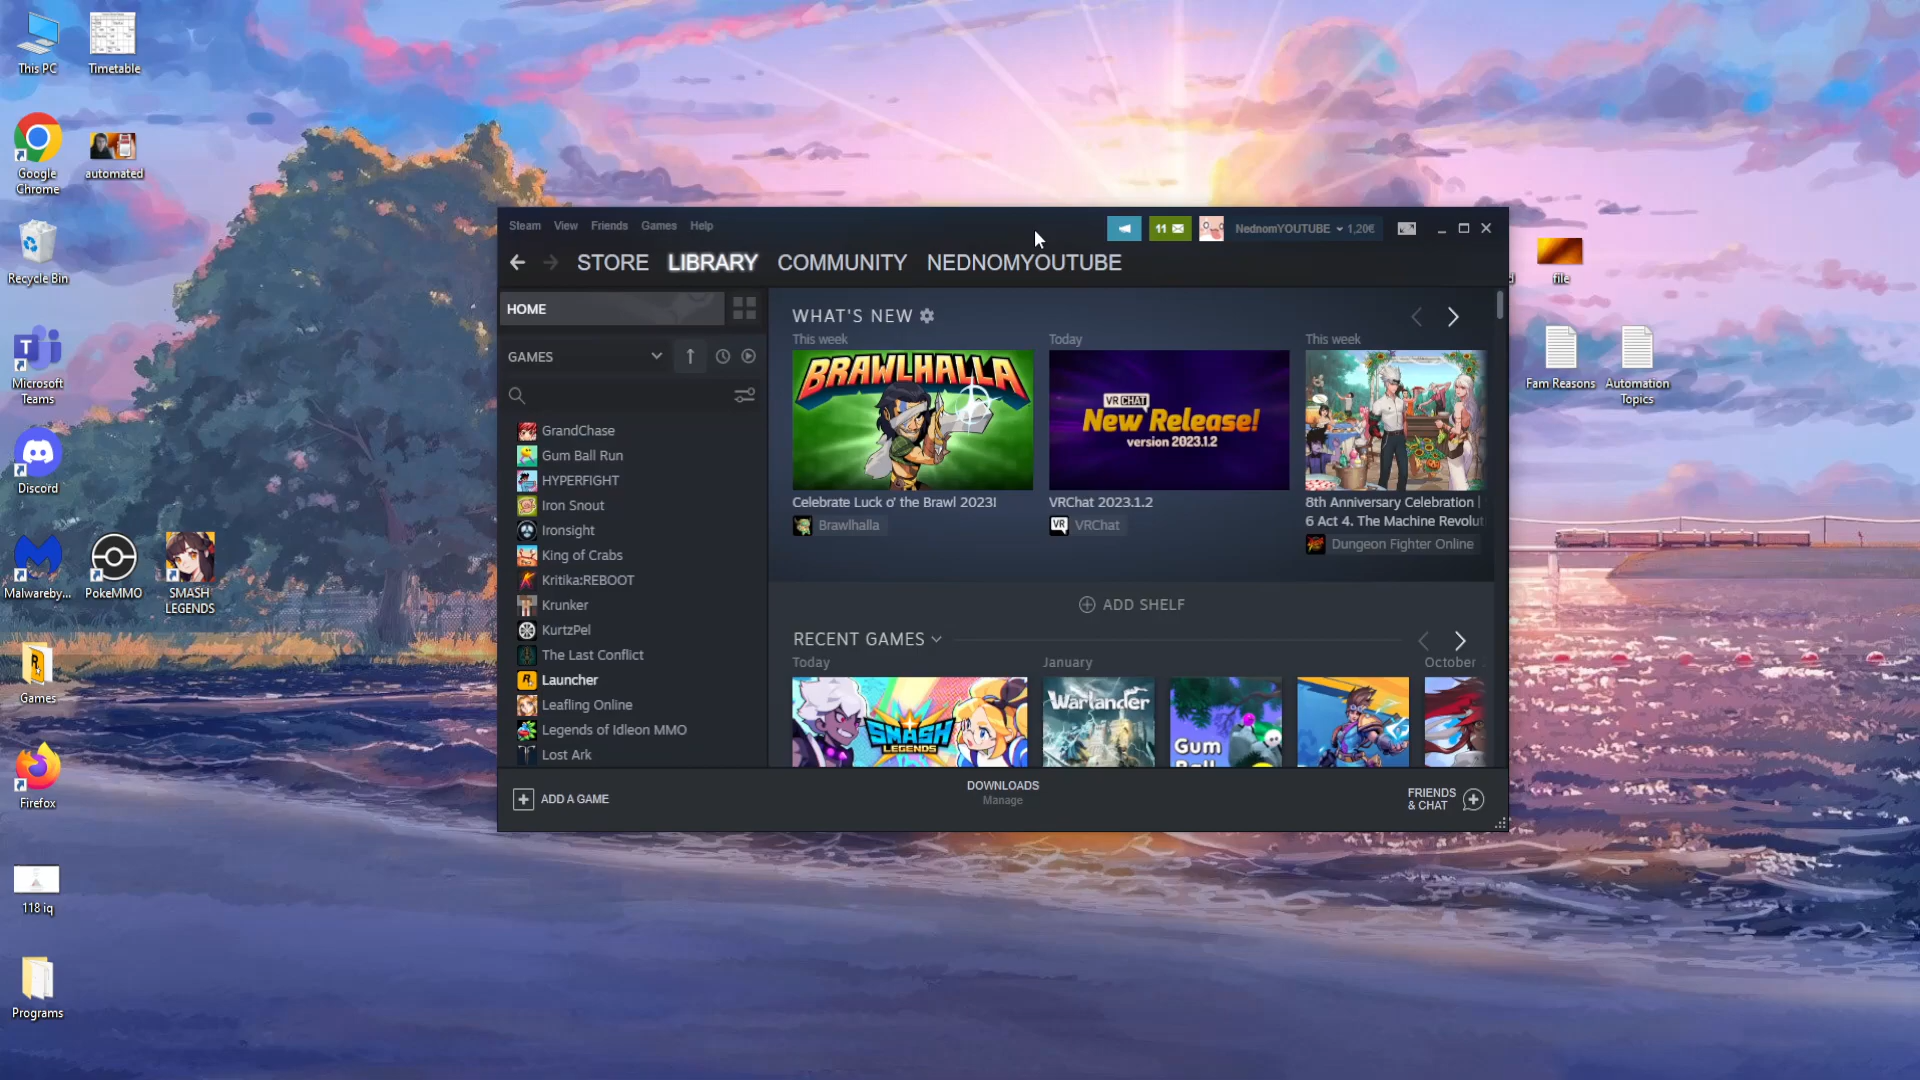 This PC
Timetable
Google
Chrome
automated
Recycle Bin
Microsoft
Teams
Discord
Malwareby...
PokeMMO
SMASH
LEGENDS
Games
Firefox
118 iq
Programs
Steam View Friends Games Help
11
NednomYOUTUBE 1,20€
STORE LIBRARY COMMUNITY NEDNOMYOUTUBE
HOME
GAMES
GrandChase
Gum Ball Run
HYPERFIGHT
Iron Snout
Ironsight
King of Crabs
Kritika:REBOOT
Krunker
KurtzPel
The Last Conflict
Launcher
Leafling Online
Legends of Idleon MMO
Lost Ark
WHAT'S NEW
This week
BRAWLHALLA
Celebrate Luck o' the Brawl 2023!
Brawlhalla
Today
VRCHAT
New Release!
version 2023.1.2
VRChat 2023.1.2
VR VRChat
This week
8th Anniversary Celebration |
6 Act 4. The Machine Revolut
Dungeon Fighter Online
ADD SHELF
RECENT GAMES
Today
SMASH
LEGENDS
January
Warlander
Gum
Ball
October
ADD A GAME
DOWNLOADS
Manage
FRIENDS
& CHAT
file
Fam Reasons
Automation
Topics